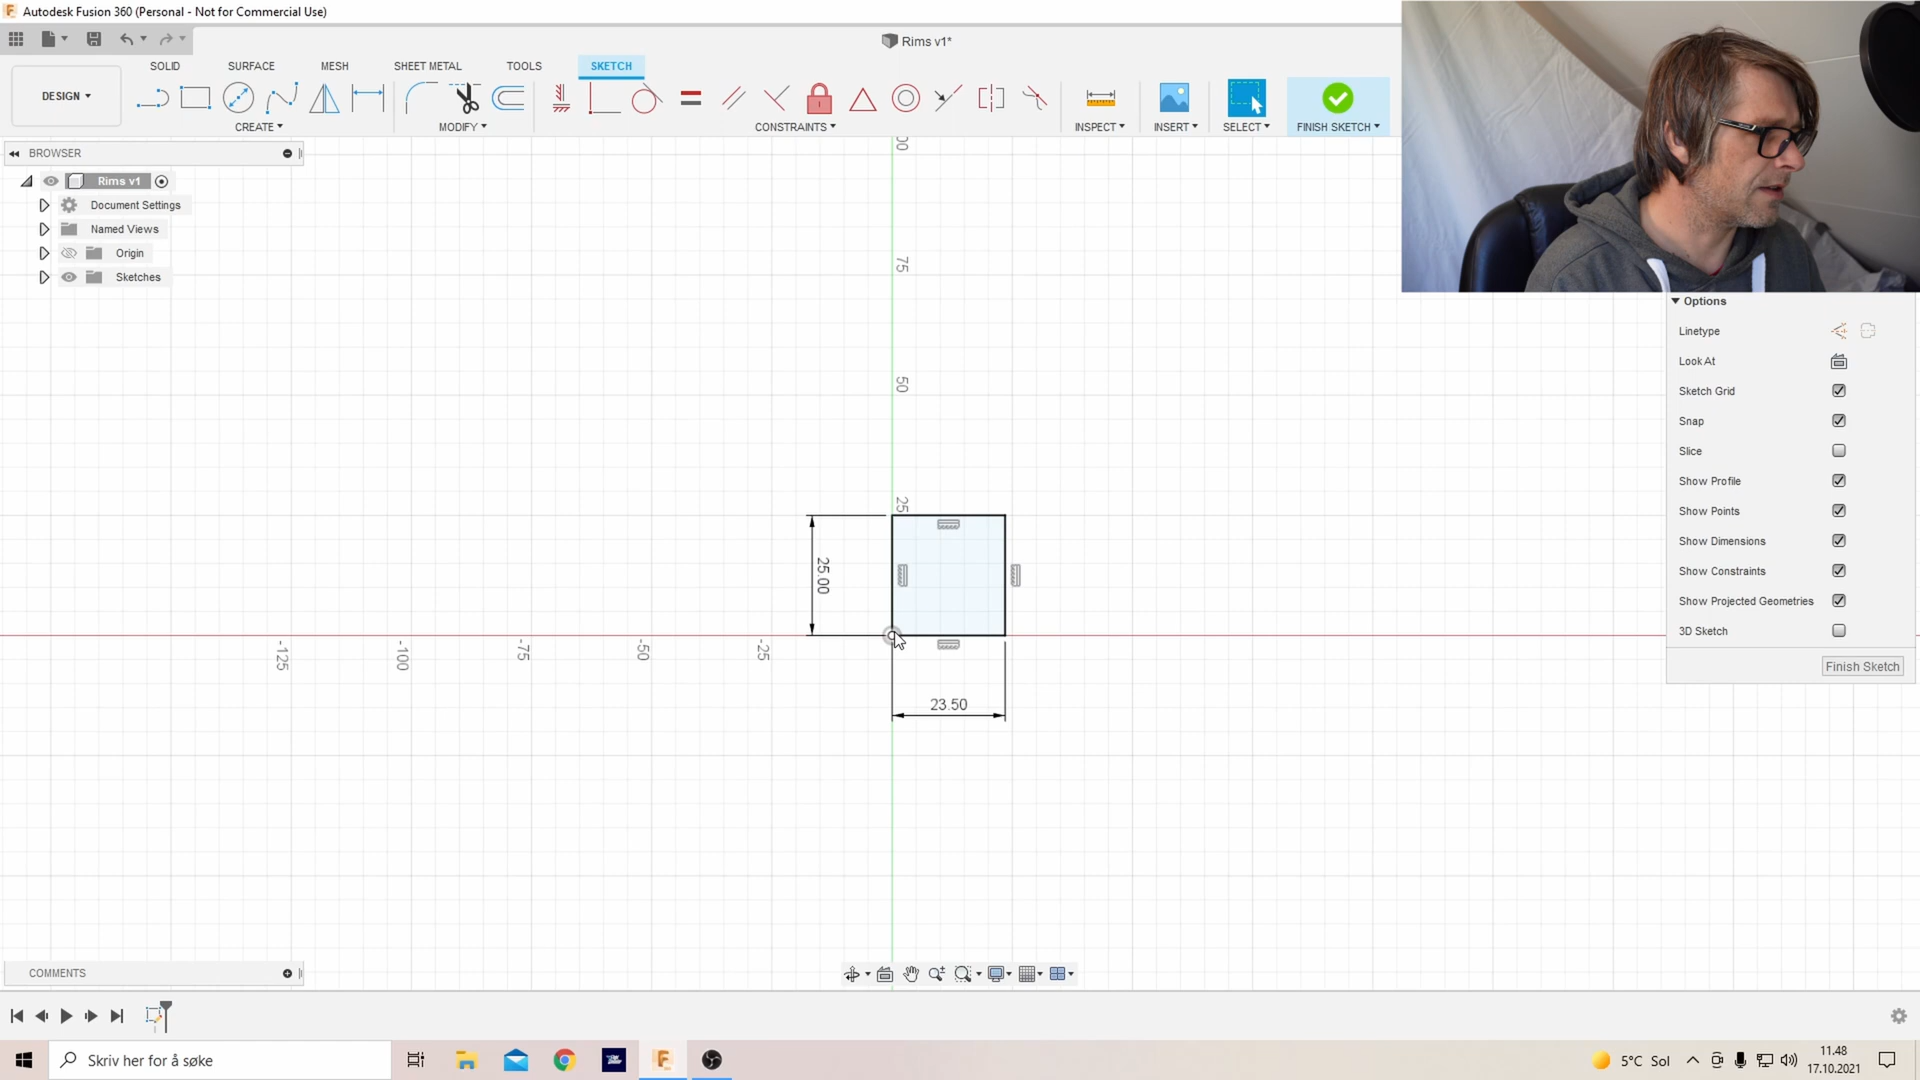 Autodesk Fusion 360 (Personal - Not for Commercial Use)
Rims v1*
SOLID SURFACE MESH SHEET METAL TOOLS SKETCH
DESIGN
CREATE MODIFY CONSTRAINTS INSPECT INSERT SELECT FINISH SKETCH
BROWSER
Rims v1
Document Settings
Named Views
Origin
Sketches
00
75
50
25
25.00
-125
-100
-75
-50
-25
23.50
Options
Linetype
Look At
Sketch Grid
Snap
Slice
Show Profile
Show Points
Show Dimensions
Show Constraints
Show Projected Geometries
3D Sketch
Finish Sketch
COMMENTS
Skriv her for å søke
5°C Sol
11.48
17.10.2021